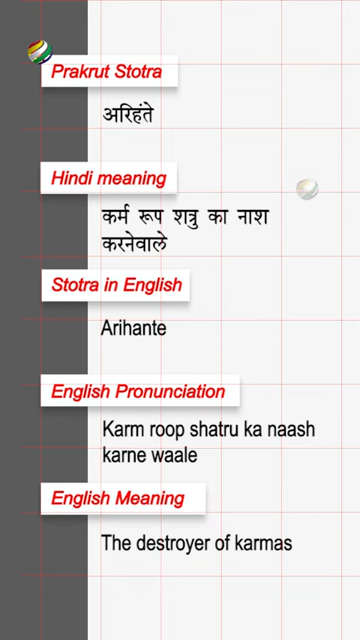 Prakrut Stotra
अरिहंते
Hindi meaning
कर्म रूप शत्रु का नाश
करनेवाले
Stotra in English
Arihante
English Pronunciation
Karm roop shatru ka naash
karne waale
English Meaning
The destroyer of karmas